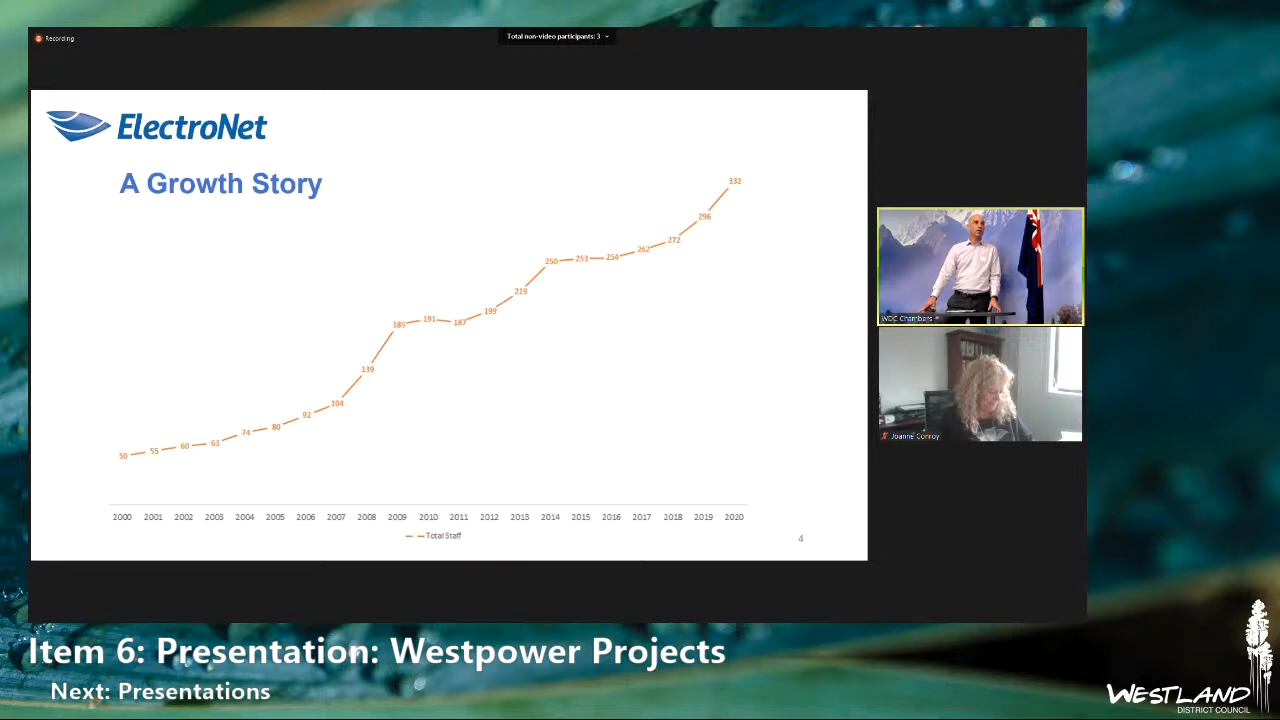 Recording
Total non-video participants: 3
ElectroNet
A Growth Story
332
296
272
262
250 253 254
219
199
185 191 187
139
104
92
80
74
63
60
55
50
2000 2001 2002 2003 2004 2005 2006 2007 2008 2009 2010 2011 2012 2013 2014 2015 2016 2017 2018 2019 2020
Total Staff
4
WDC Chambers
Joanne Conroy
Item 6: Presentation: Westpower Projects
Next: Presentations
WESTLAND
DISTRICT COUNCIL